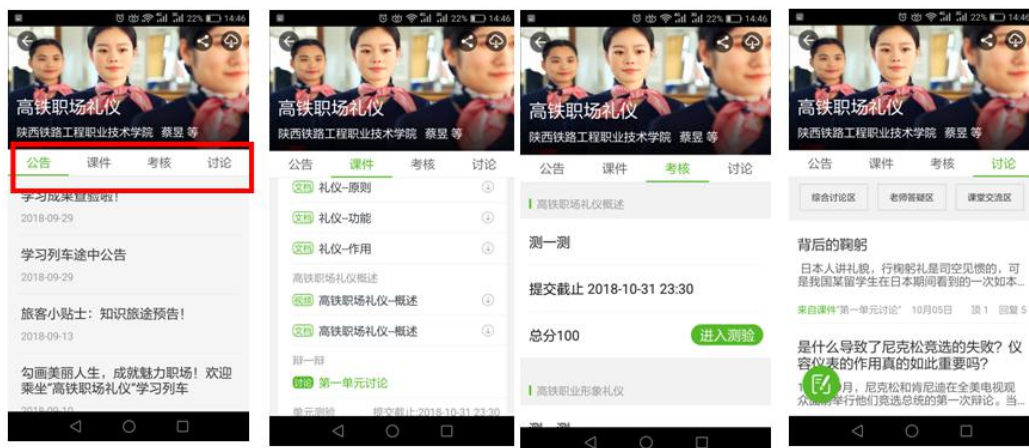 22% 14:46
高铁职场礼仪
陕西铁路工程职业技术学院 蔡昱 等
公告 课件 考核 讨论
学习成果查验啦!
2018-09-29
学习列车途中公告
2018-09-29
旅客小贴士:知识旅途预告!
2018-09-13
勾画美丽人生,成就魅力职场!欢迎
乘坐"高铁职场礼仪"学习列车
2018-09-10
22% 14:46
高铁职场礼仪
陕西铁路工程职业技术学院 蔡昱 等
公告 课件 考核 讨论
文档 礼仪--原则
文档 礼仪--功能
文档 礼仪--作用
高铁职场礼仪概述
视频 高铁职场礼仪--概述
文档 高铁职场礼仪--概述
辩一辩
讨论 第一单元讨论
单元测验 提交截止:2018-10-31 23:30
22% 14:46
高铁职场礼仪
陕西铁路工程职业技术学院 蔡昱 等
公告 课件 考核 讨论
高铁职场礼仪概述
测一测
提交截止 2018-10-31 23:30
总分100 进入测验
高铁职业形象礼仪
测一测
22% 14:46
高铁职场礼仪
陕西铁路工程职业技术学院 蔡昱 等
公告 课件 考核 讨论
综合讨论区 老师答疑区 课堂交流区
背后的鞠躬
日本人讲礼貌,行鞠躬礼是司空见惯的,可
是我国某留学生在日本期间看到的一次如本...
来自课件"第一单元讨论" 10月05日 顶 1 回复 5
是什么导致了尼克松竞选的失败?仪
容仪表的作用真的如此重要吗?
月,尼克松和肯尼迪在全美电视观
众面前举行他们竞选总统的第一次辩论。当...